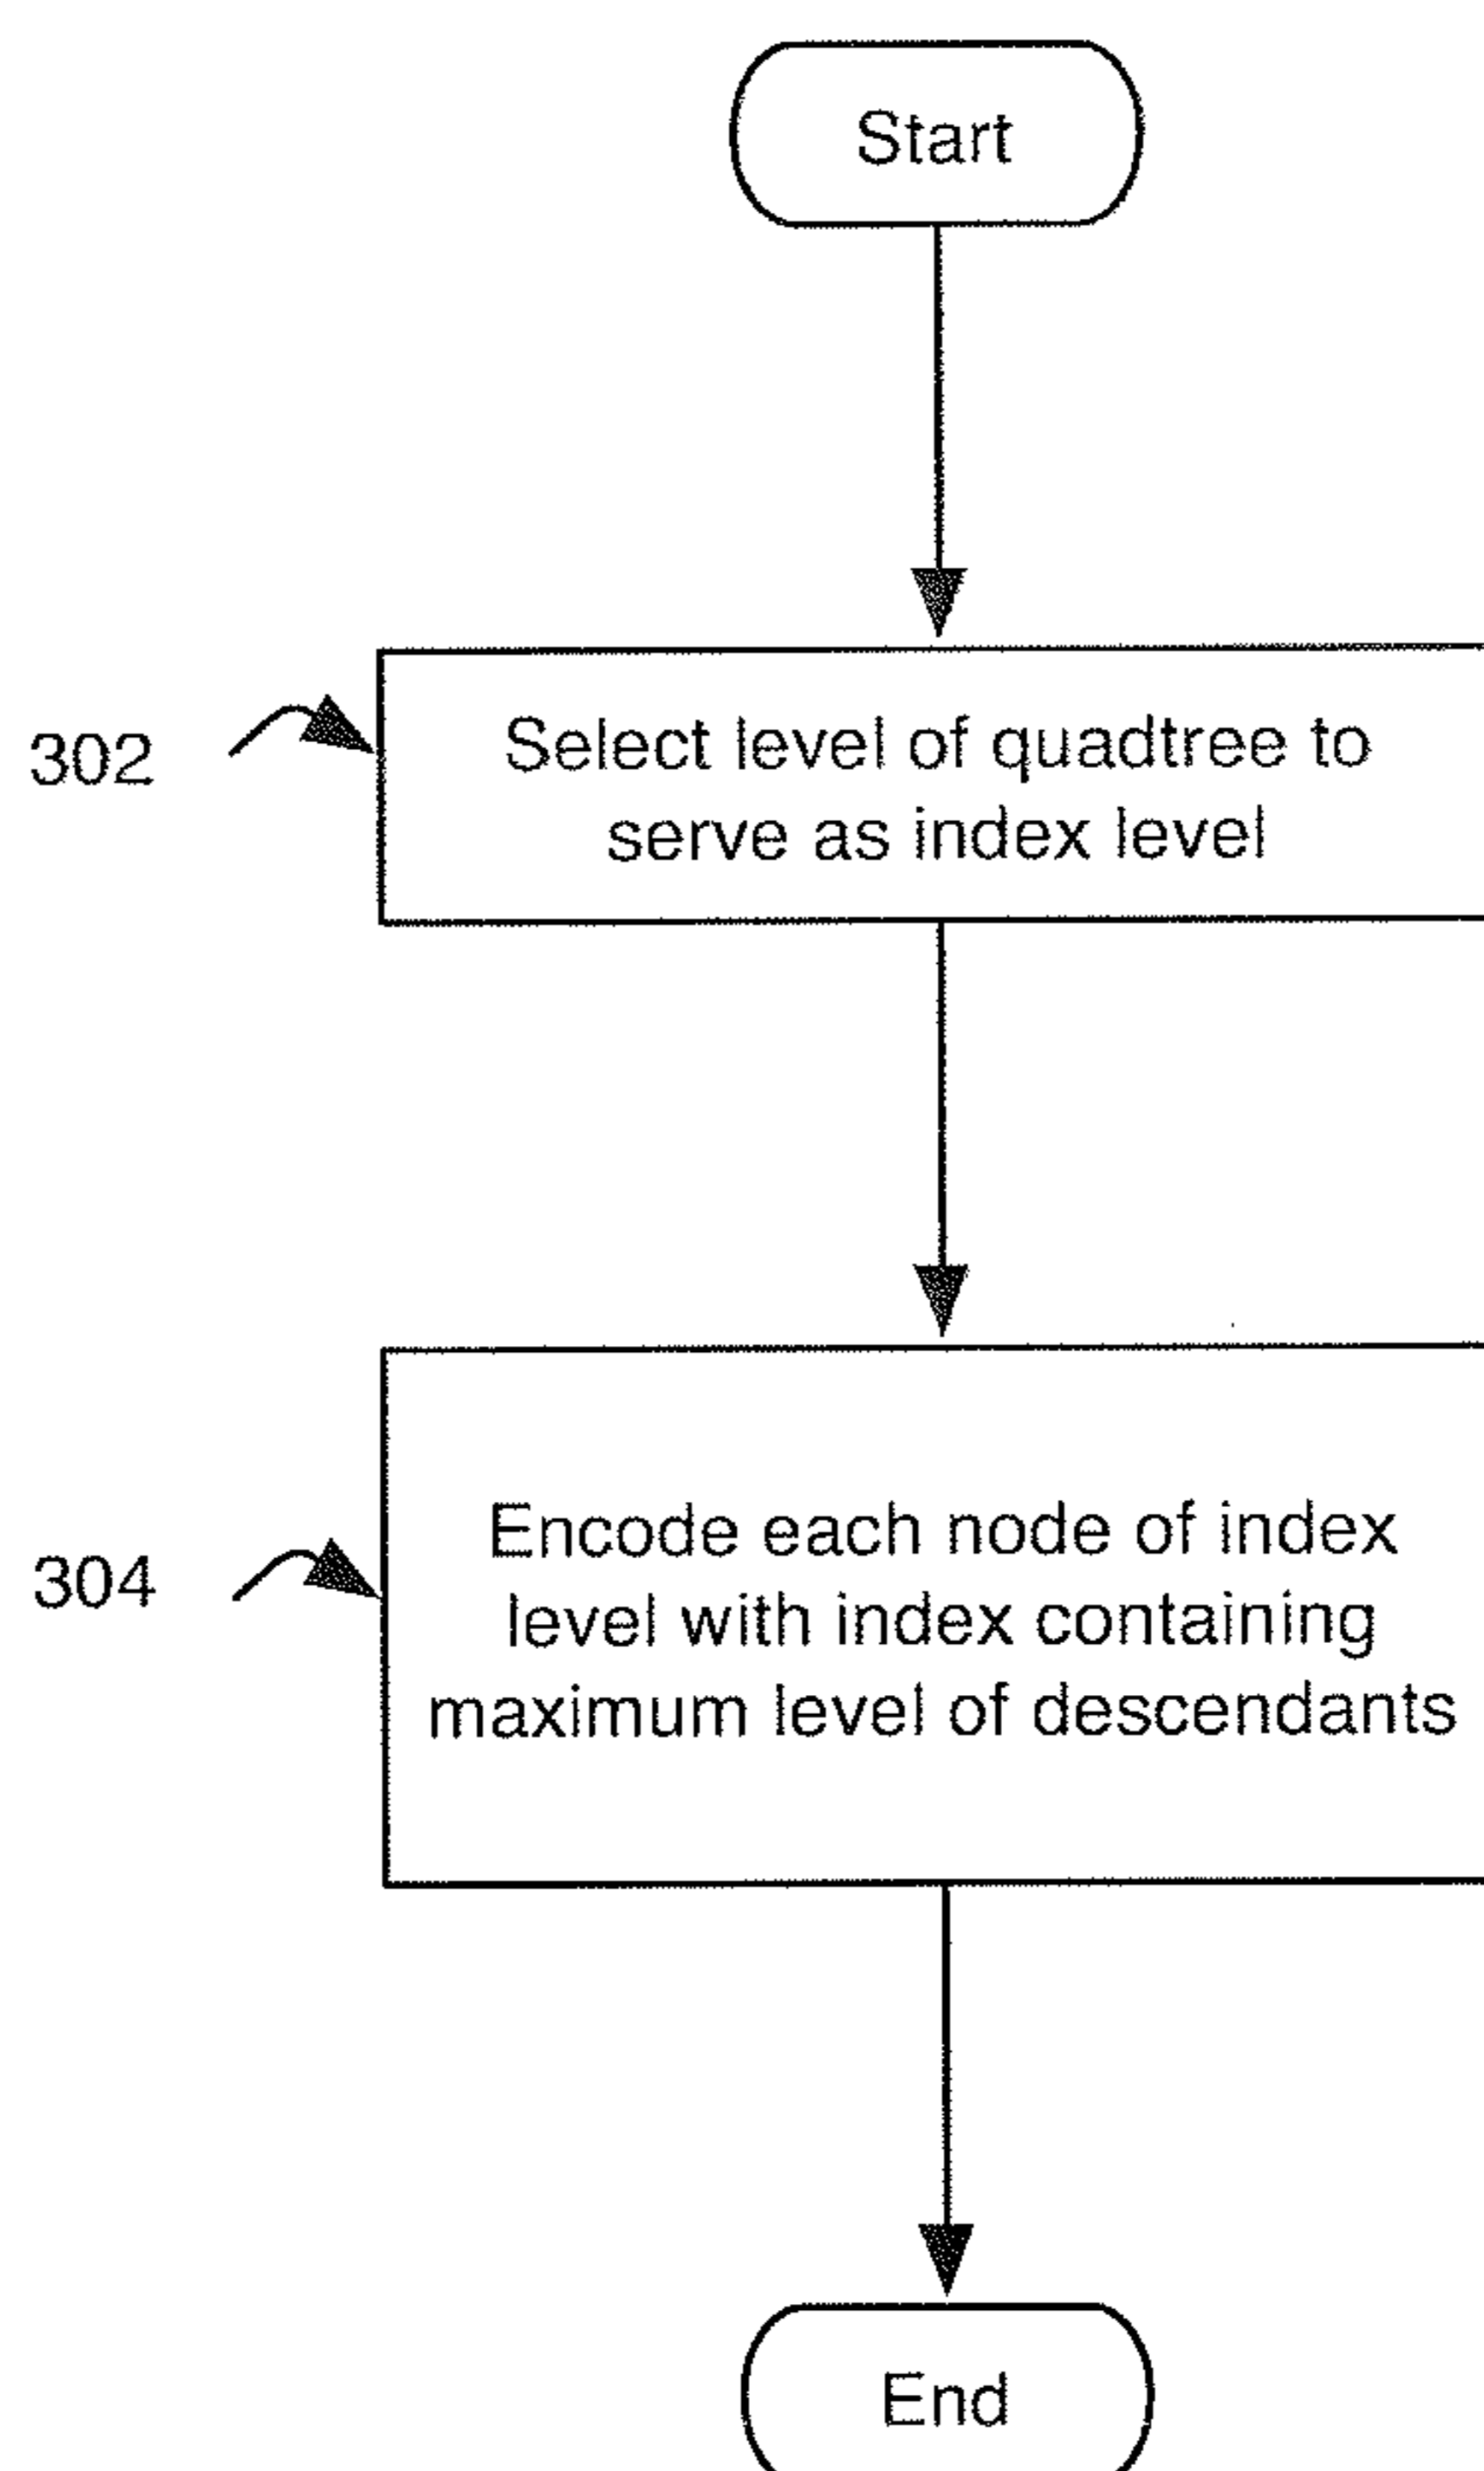 Start
302
Select level of quadtree to
serve as index level
304
Encode each node of index
level with index containing
maximum level of descendants
End